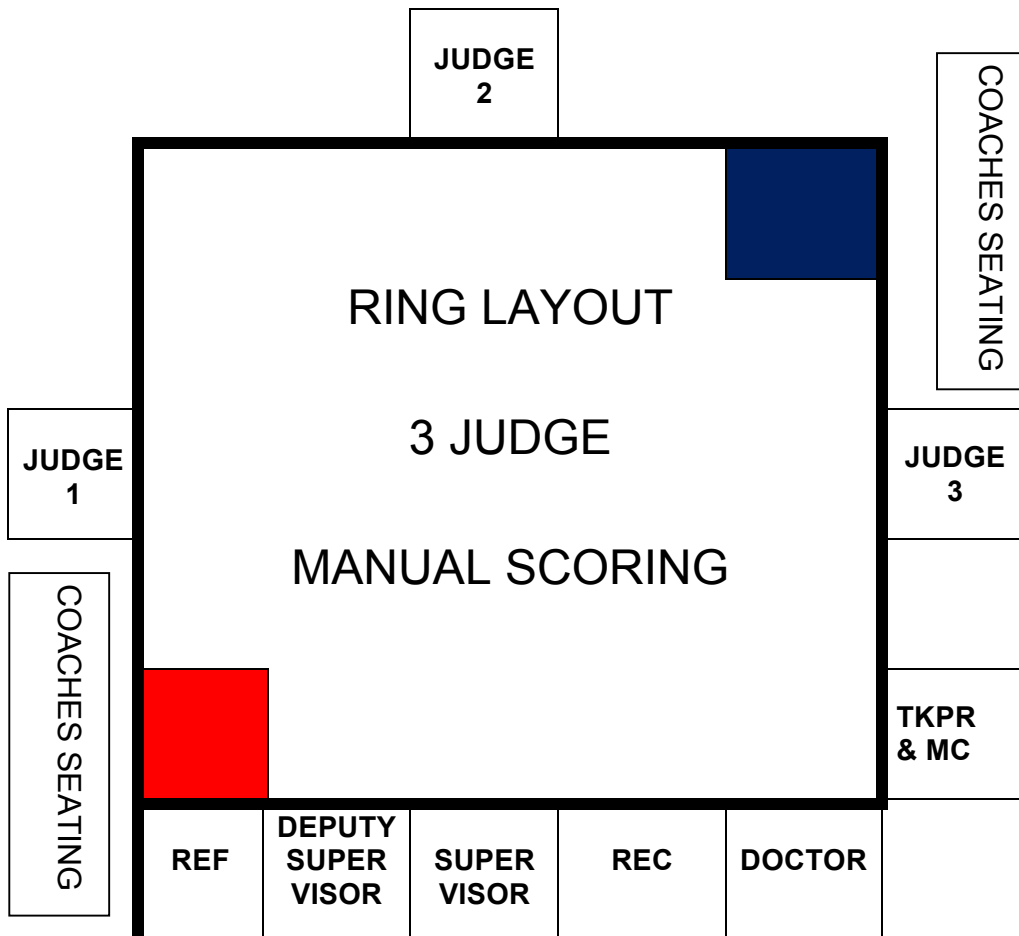 JUDGE
2
COACHES SEATING
RING LAYOUT
3 JUDGE
MANUAL SCORING
JUDGE
1
JUDGE
3
COACHES SEATING
TKPR
& MC
REF
DEPUTY
SUPER
VISOR
SUPER
VISOR
REC
DOCTOR